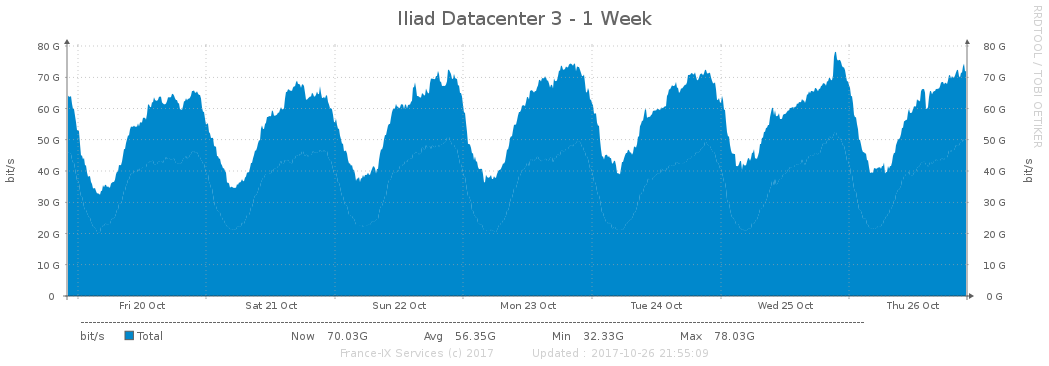 Iliad Datacenter 3 - 1 Week
RRDTOOL / TOBI OETIKER
bit/s
80 G
70 G
60 G
50 G
40 G
30 G
20 G
10 G
0
80 G
70 G
60 G
50 G
40 G
30 G
20 G
10 G
0 G
bit/s
Fri 20 Oct Sat 21 Oct Sun 22 Oct Mon 23 Oct Tue 24 Oct Wed 25 Oct Thu 26 Oct
bit/s Total Now 70.03G Avg 56.35G Min 32.33G Max 78.03G
France-IX Services (c) 2017 Updated : 2017-10-26 21:55:09